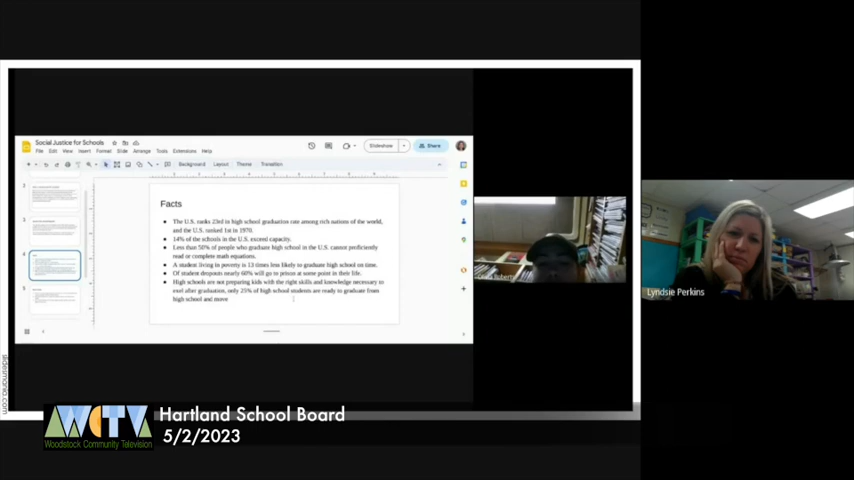 Social Justice for Schools
File Edit View Insert Format Slide Arrange Tools Extensions Help
Slideshow
Share
Background Layout Theme Transition
Facts
● The U.S. ranks 23rd in high school graduation rate among rich nations of the world,
and the U.S. ranked 1st in 1970.
● 14% of the schools in the U.S. exceed capacity.
● Less than 50% of people who graduate high school in the U.S. cannot proficiently
read or complete math equations.
● A student living in poverty is 13 times less likely to graduate high school on time.
● Of student dropouts nearly 60% will go to prison at some point in their life.
● High schools are not preparing kids with the right skills and knowledge necessary to
exel after graduation, only 25% of high school students are ready to graduate from
high school and move
Roberts
Lyndsie Perkins
slidesmania.com
WCTV
Woodstock Community Television
Hartland School Board
5/2/2023